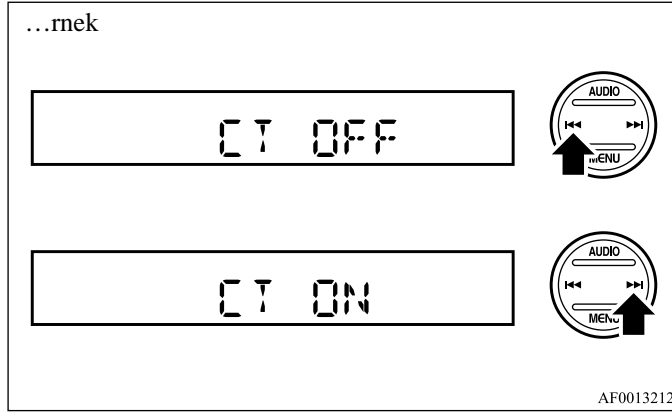 …rnek
CT OFF
AUDIO
MENU
CT ON
AUDIO
MENU
AF0013212